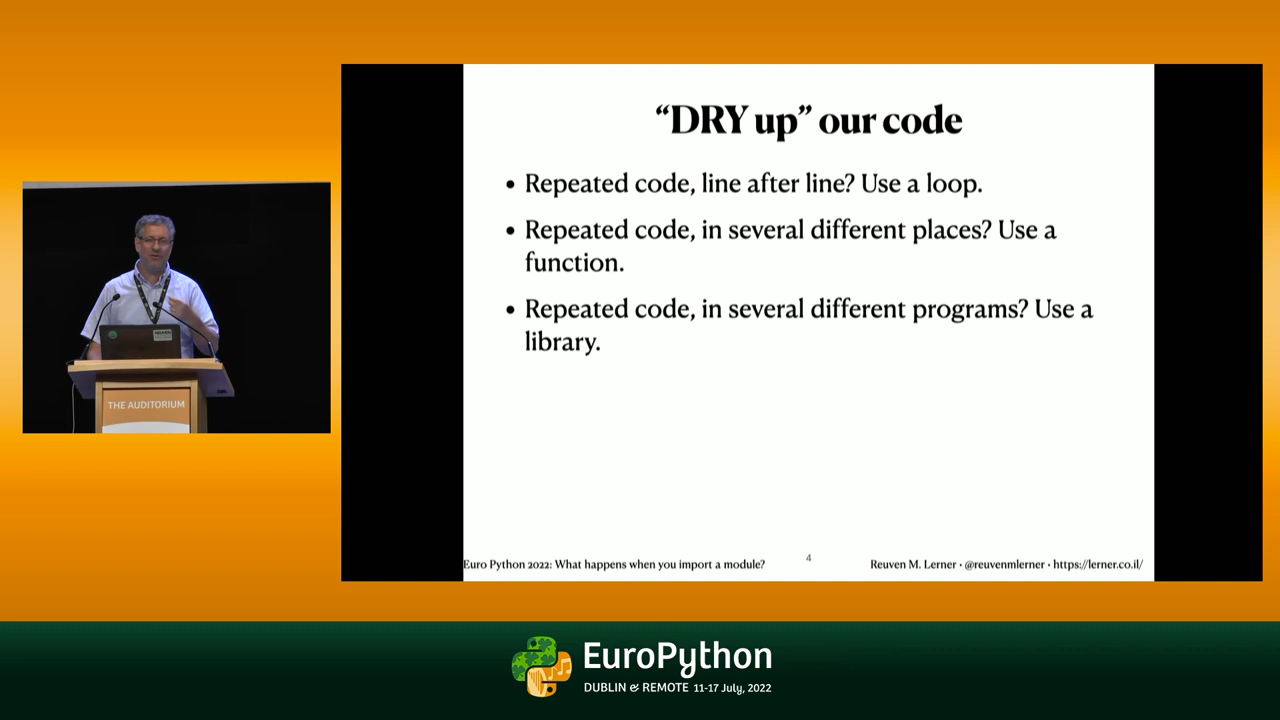 “DRY up” our code
• Repeated code, line after line? Use a loop.
• Repeated code, in several different places? Use a
function.
• Repeated code, in several different programs? Use a
library.
Euro Python 2022: What happens when you import a module?
4
Reuven M. Lerner • @reuvenmlerner • https://lerner.co.il/
THE AUDITORIUM
EuroPython
DUBLIN & REMOTE 11-17 July, 2022